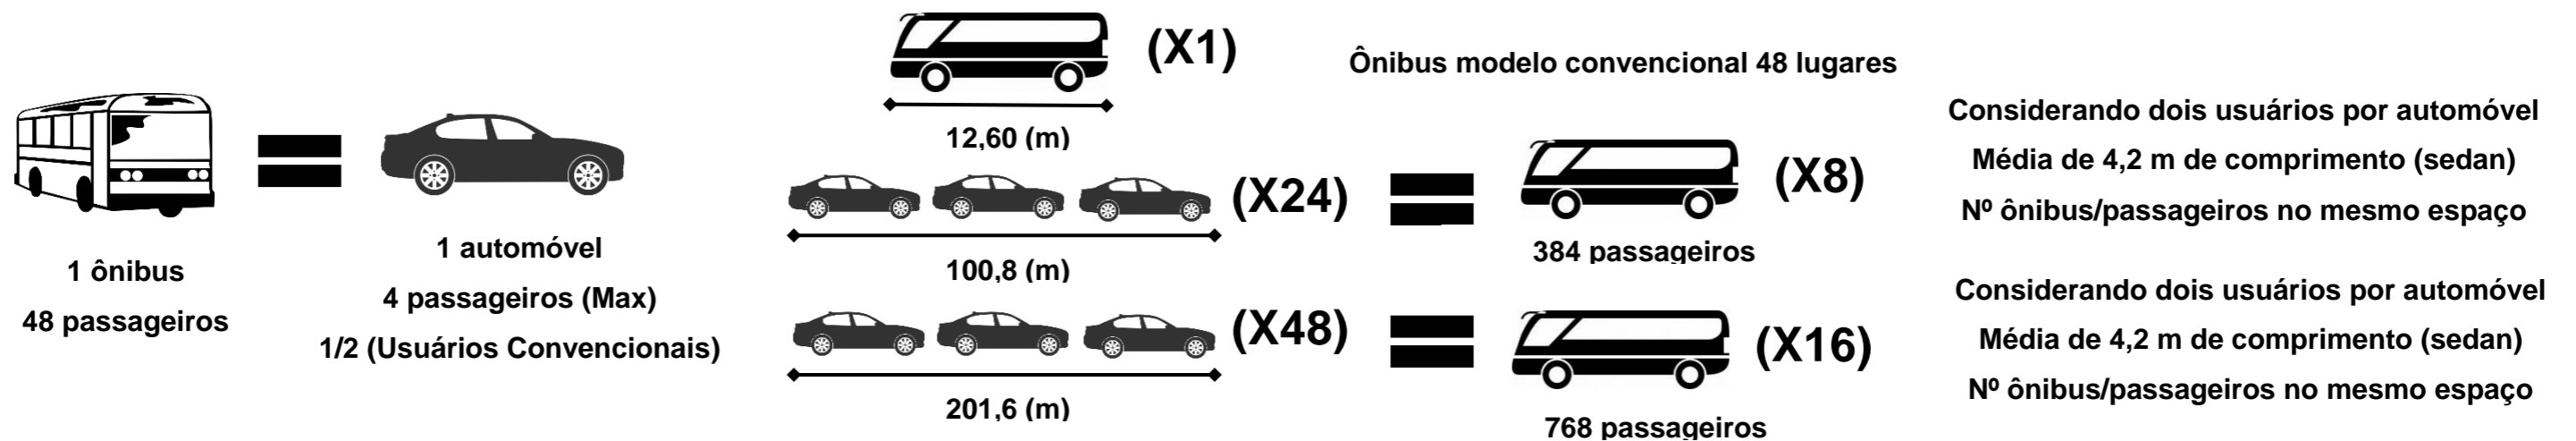 1 ônibus
48 passageiros
1 automóvel
4 passageiros (Max)
1/2 (Usuários Convencionais)
(X1)
12,60 (m)
Ônibus modelo convencional 48 lugares
(X24)
100,8 (m)
(X8)
384 passageiros
Considerando dois usuários por automóvel
Média de 4,2 m de comprimento (sedan)
Nº ônibus/passageiros no mesmo espaço
(X48)
201,6 (m)
(X16)
768 passageiros
Considerando dois usuários por automóvel
Média de 4,2 m de comprimento (sedan)
Nº ônibus/passageiros no mesmo espaço